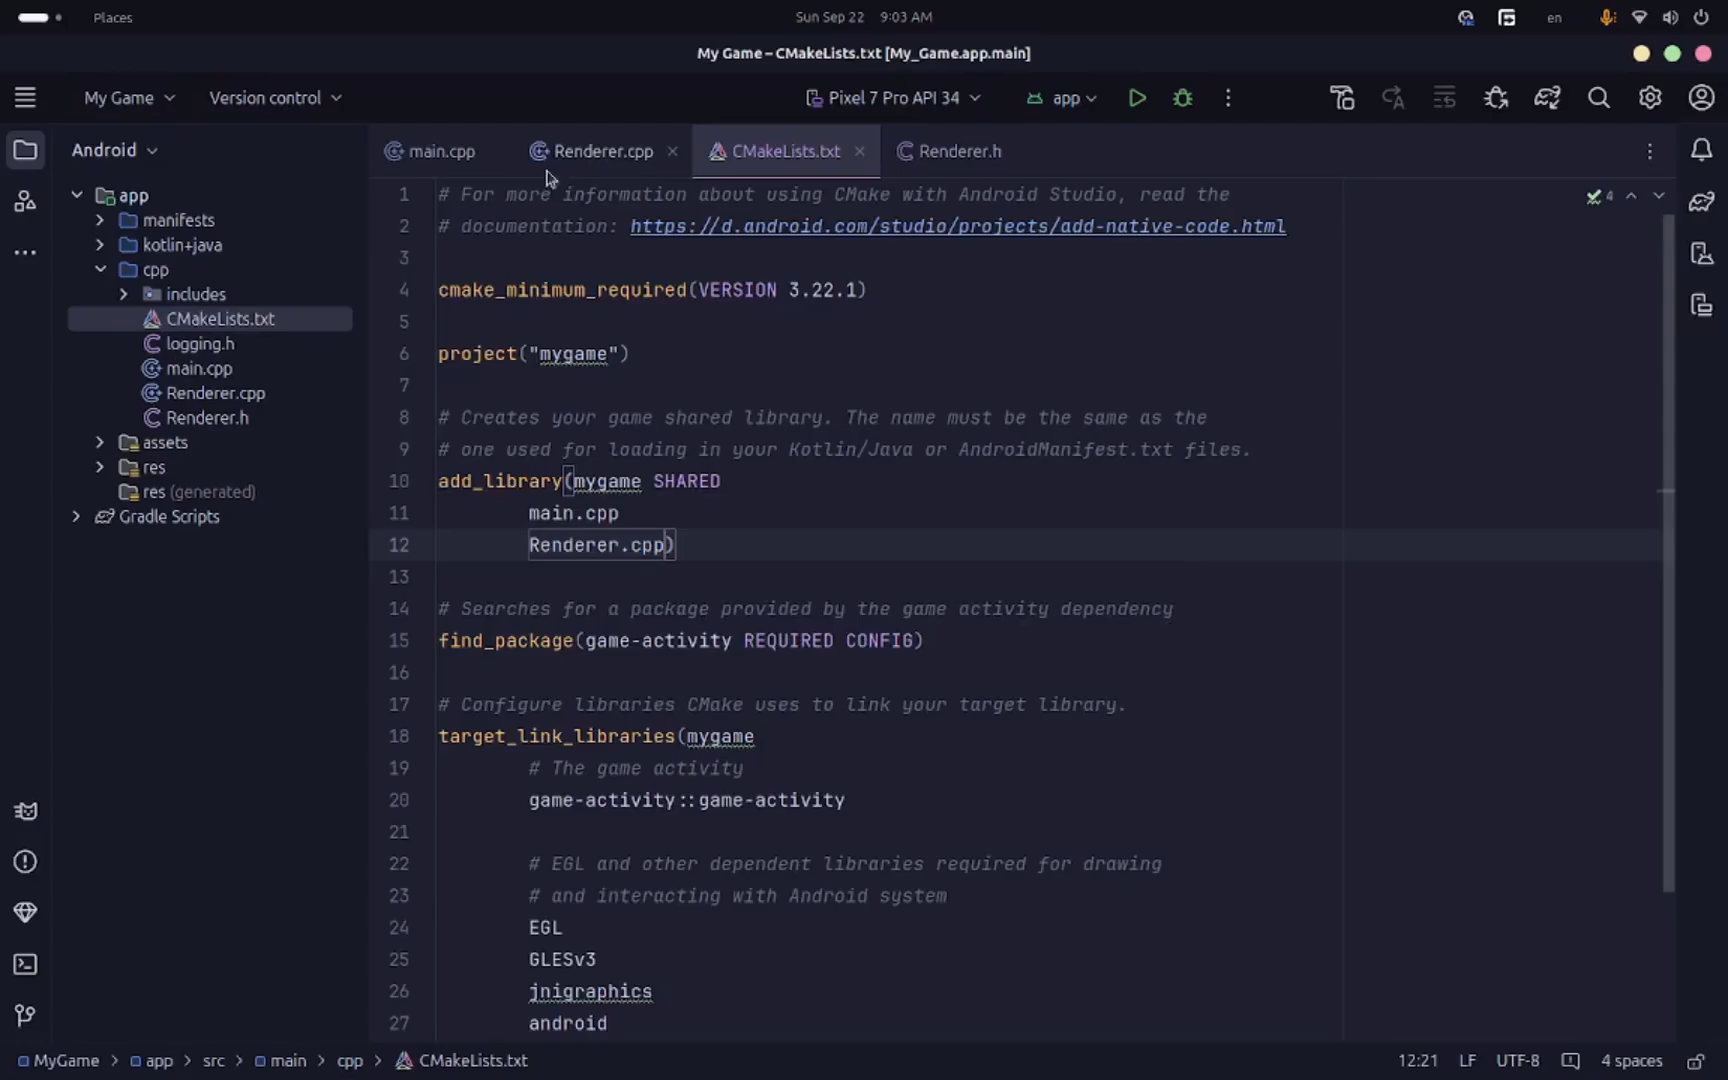 Places
Sun Sep 22 9:03 AM
en
My Game – CMakeLists.txt [My_Game.app.main]
My Game
Version control
Pixel 7 Pro API 34
app
Android
main.cpp
Renderer.cpp
CMakeLists.txt
Renderer.h
app
manifests
kotlin+java
cpp
includes
CMakeLists.txt
logging.h
main.cpp
Renderer.cpp
Renderer.h
assets
res
res (generated)
Gradle Scripts
4
1 # For more information about using CMake with Android Studio, read the
2 # documentation: https://d.android.com/studio/projects/add-native-code.html
3
4 cmake_minimum_required(VERSION 3.22.1)
5
6 project("mygame")
7
8 # Creates your game shared library. The name must be the same as the
9 # one used for loading in your Kotlin/Java or AndroidManifest.txt files.
10 add_library(mygame SHARED
11 main.cpp
12 Renderer.cpp)
13
14 # Searches for a package provided by the game activity dependency
15 find_package(game-activity REQUIRED CONFIG)
16
17 # Configure libraries CMake uses to link your target library.
18 target_link_libraries(mygame
19 # The game activity
20 game-activity::game-activity
21
22 # EGL and other dependent libraries required for drawing
23 # and interacting with Android system
24 EGL
25 GLESv3
26 jnigraphics
27 android
MyGame > app > src > main > cpp > CMakeLists.txt
12:21 LF UTF-8 4 spaces